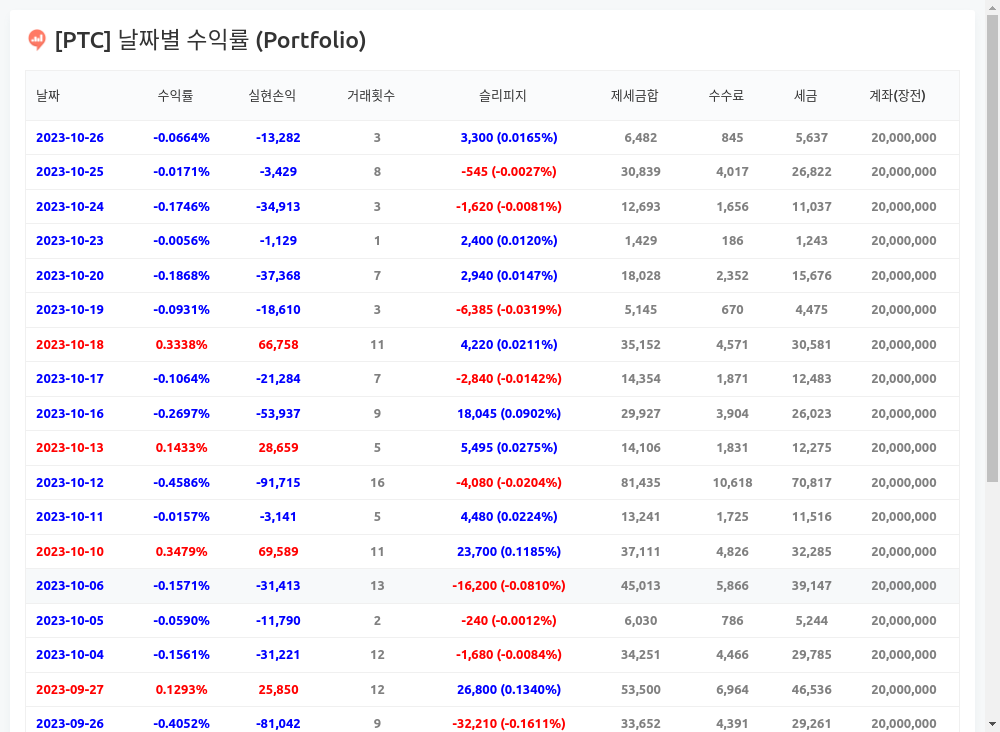 [PTC] 날짜별 수익률 (Portfolio)
날짜 수익률 실현손익 거래횟수 슬리피지 제세금합 수수료 세금 계좌(장전)
2023-10-26 -0.0664% -13,282 3 3,300 (0.0165%) 6,482 845 5,637 20,000,000
2023-10-25 -0.0171% -3,429 8 -545 (-0.0027%) 30,839 4,017 26,822 20,000,000
2023-10-24 -0.1746% -34,913 3 -1,620 (-0.0081%) 12,693 1,656 11,037 20,000,000
2023-10-23 -0.0056% -1,129 1 2,400 (0.0120%) 1,429 186 1,243 20,000,000
2023-10-20 -0.1868% -37,368 7 2,940 (0.0147%) 18,028 2,352 15,676 20,000,000
2023-10-19 -0.0931% -18,610 3 -6,385 (-0.0319%) 5,145 670 4,475 20,000,000
2023-10-18 0.3338% 66,758 11 4,220 (0.0211%) 35,152 4,571 30,581 20,000,000
2023-10-17 -0.1064% -21,284 7 -2,840 (-0.0142%) 14,354 1,871 12,483 20,000,000
2023-10-16 -0.2697% -53,937 9 18,045 (0.0902%) 29,927 3,904 26,023 20,000,000
2023-10-13 0.1433% 28,659 5 5,495 (0.0275%) 14,106 1,831 12,275 20,000,000
2023-10-12 -0.4586% -91,715 16 -4,080 (-0.0204%) 81,435 10,618 70,817 20,000,000
2023-10-11 -0.0157% -3,141 5 4,480 (0.0224%) 13,241 1,725 11,516 20,000,000
2023-10-10 0.3479% 69,589 11 23,700 (0.1185%) 37,111 4,826 32,285 20,000,000
2023-10-06 -0.1571% -31,413 13 -16,200 (-0.0810%) 45,013 5,866 39,147 20,000,000
2023-10-05 -0.0590% -11,790 2 -240 (-0.0012%) 6,030 786 5,244 20,000,000
2023-10-04 -0.1561% -31,221 12 -1,680 (-0.0084%) 34,251 4,466 29,785 20,000,000
2023-09-27 0.1293% 25,850 12 26,800 (0.1340%) 53,500 6,964 46,536 20,000,000
2023-09-26 -0.4052% -81,042 9 -32,210 (-0.1611%) 33,652 4,391 29,261 20,000,000